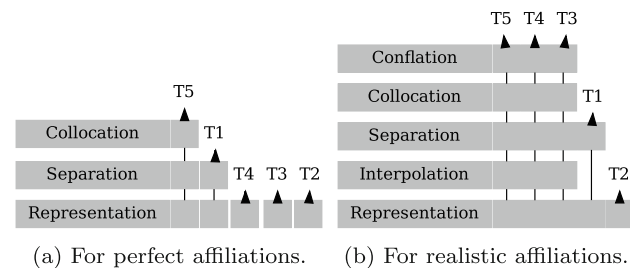 T5 T4 T3
Conflation
T5
Collocation
T1
Collocation
T1
Separation
Separation
T4 T3 T2
Interpolation
T2
Representation
Representation
(a) For perfect affiliations.
(b) For realistic affiliations.